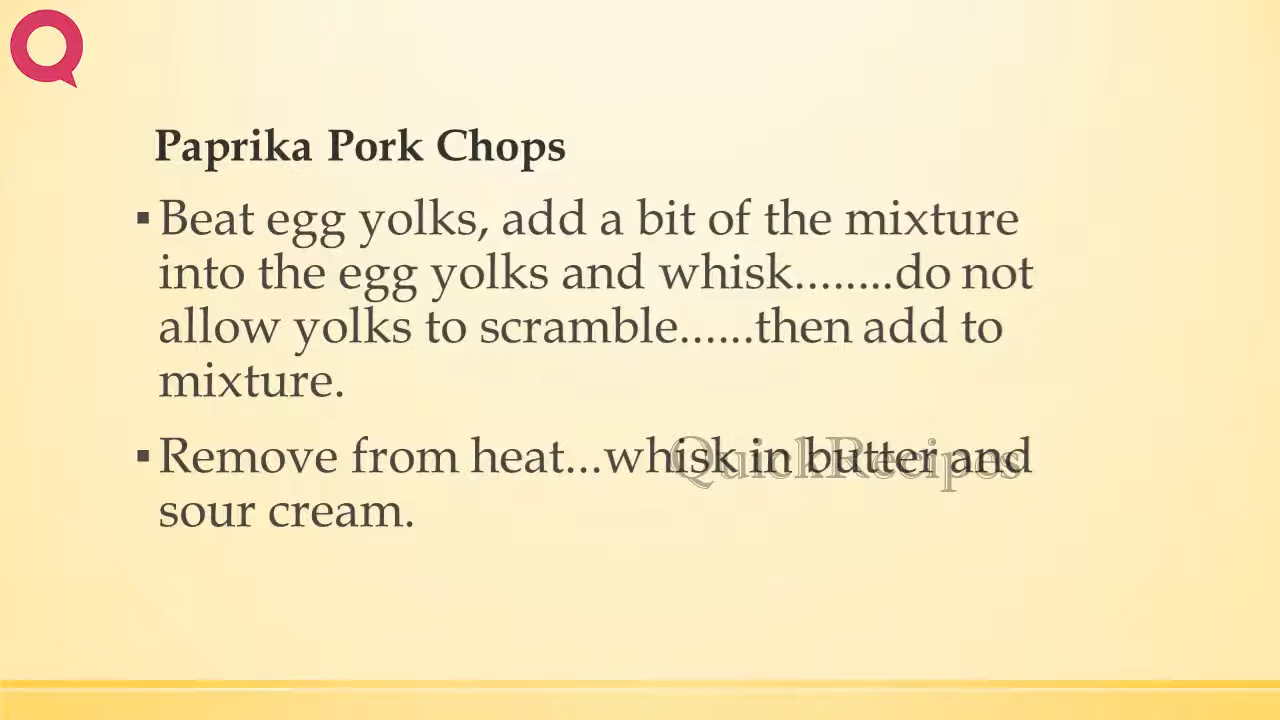 Paprika Pork Chops
▪Beat egg yolks, add a bit of the mixture
into the egg yolks and whisk........do not
allow yolks to scramble......then add to
mixture.
▪Remove from heat...whisk in butter and
sour cream.
QuickRecipes